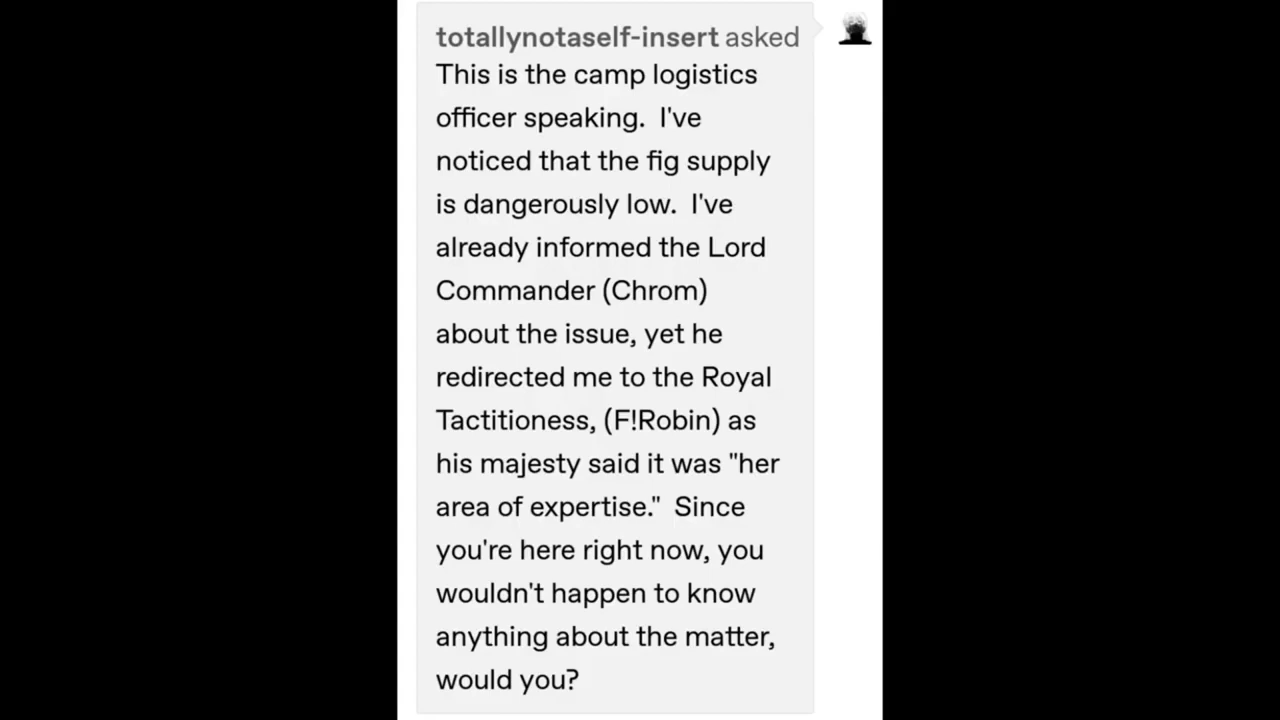 totallynotaself-insert asked
This is the camp logistics
officer speaking.  I've
noticed that the fig supply
is dangerously low.  I've
already informed the Lord
Commander (Chrom)
about the issue, yet he
redirected me to the Royal
Tactitioness, (F!Robin) as
his majesty said it was "her
area of expertise."  Since
you're here right now, you
wouldn't happen to know
anything about the matter,
would you?